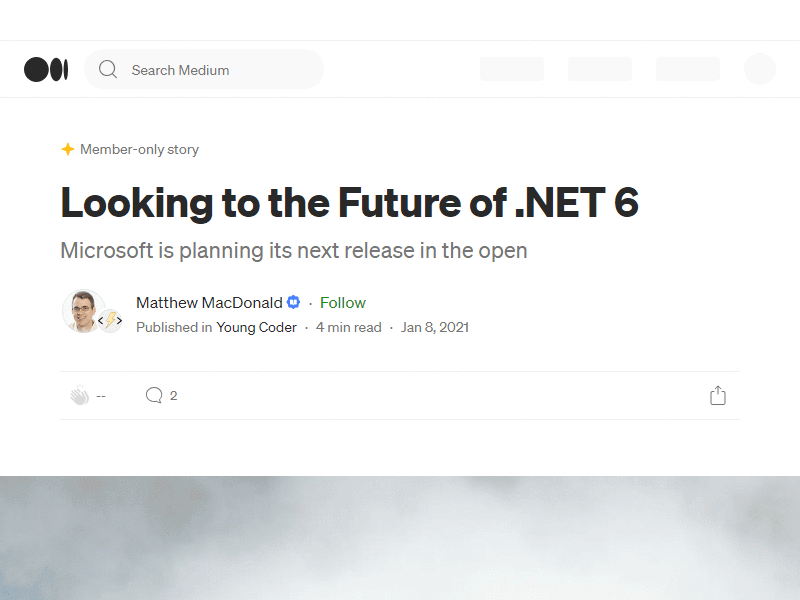 Search Medium
Member-only story
Looking to the Future of .NET 6
Microsoft is planning its next release in the open
Matthew MacDonald · Follow
Published in Young Coder · 4 min read · Jan 8, 2021
-- 2